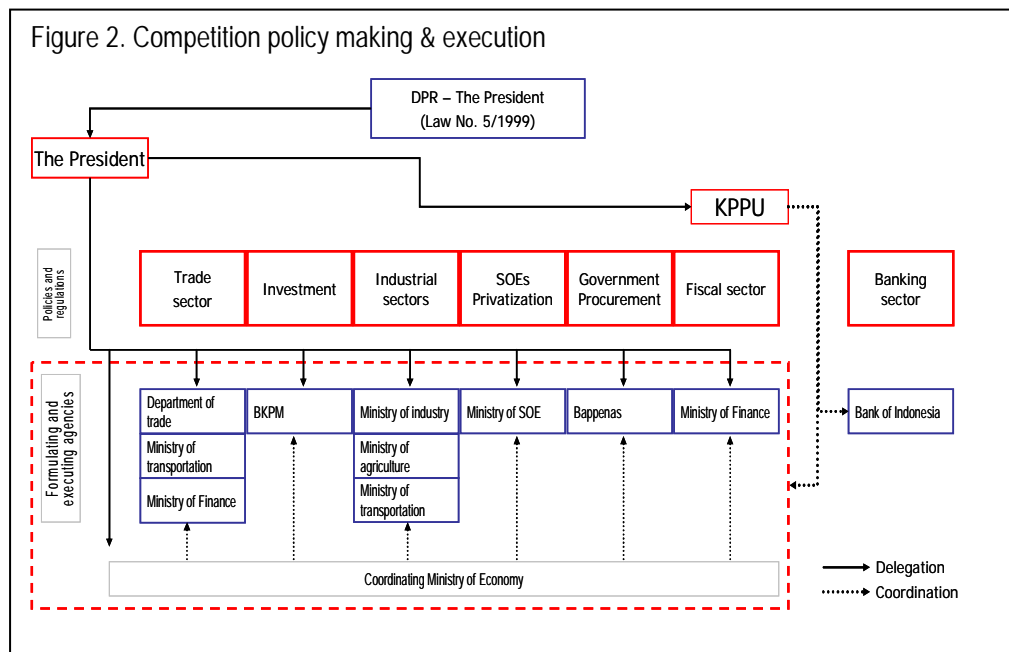 Figure 2. Competition policy making & execution
DPR – The President
(Law No. 5/1999)
The President
KPPU
Policies and
regulations
Trade
sector
Investment
Industrial
sectors
SOEs
Privatization
Government
Procurement
Fiscal sector
Banking
sector
Formulating and
executing agencies
Department of
trade
BKPM
Ministry of industry
Ministry of SOE
Bappenas
Ministry of Finance
Bank of Indonesia
Ministry of
transportation
Ministry of
agriculture
Ministry of Finance
Ministry of
transportation
Coordinating Ministry of Economy
Delegation
Coordination